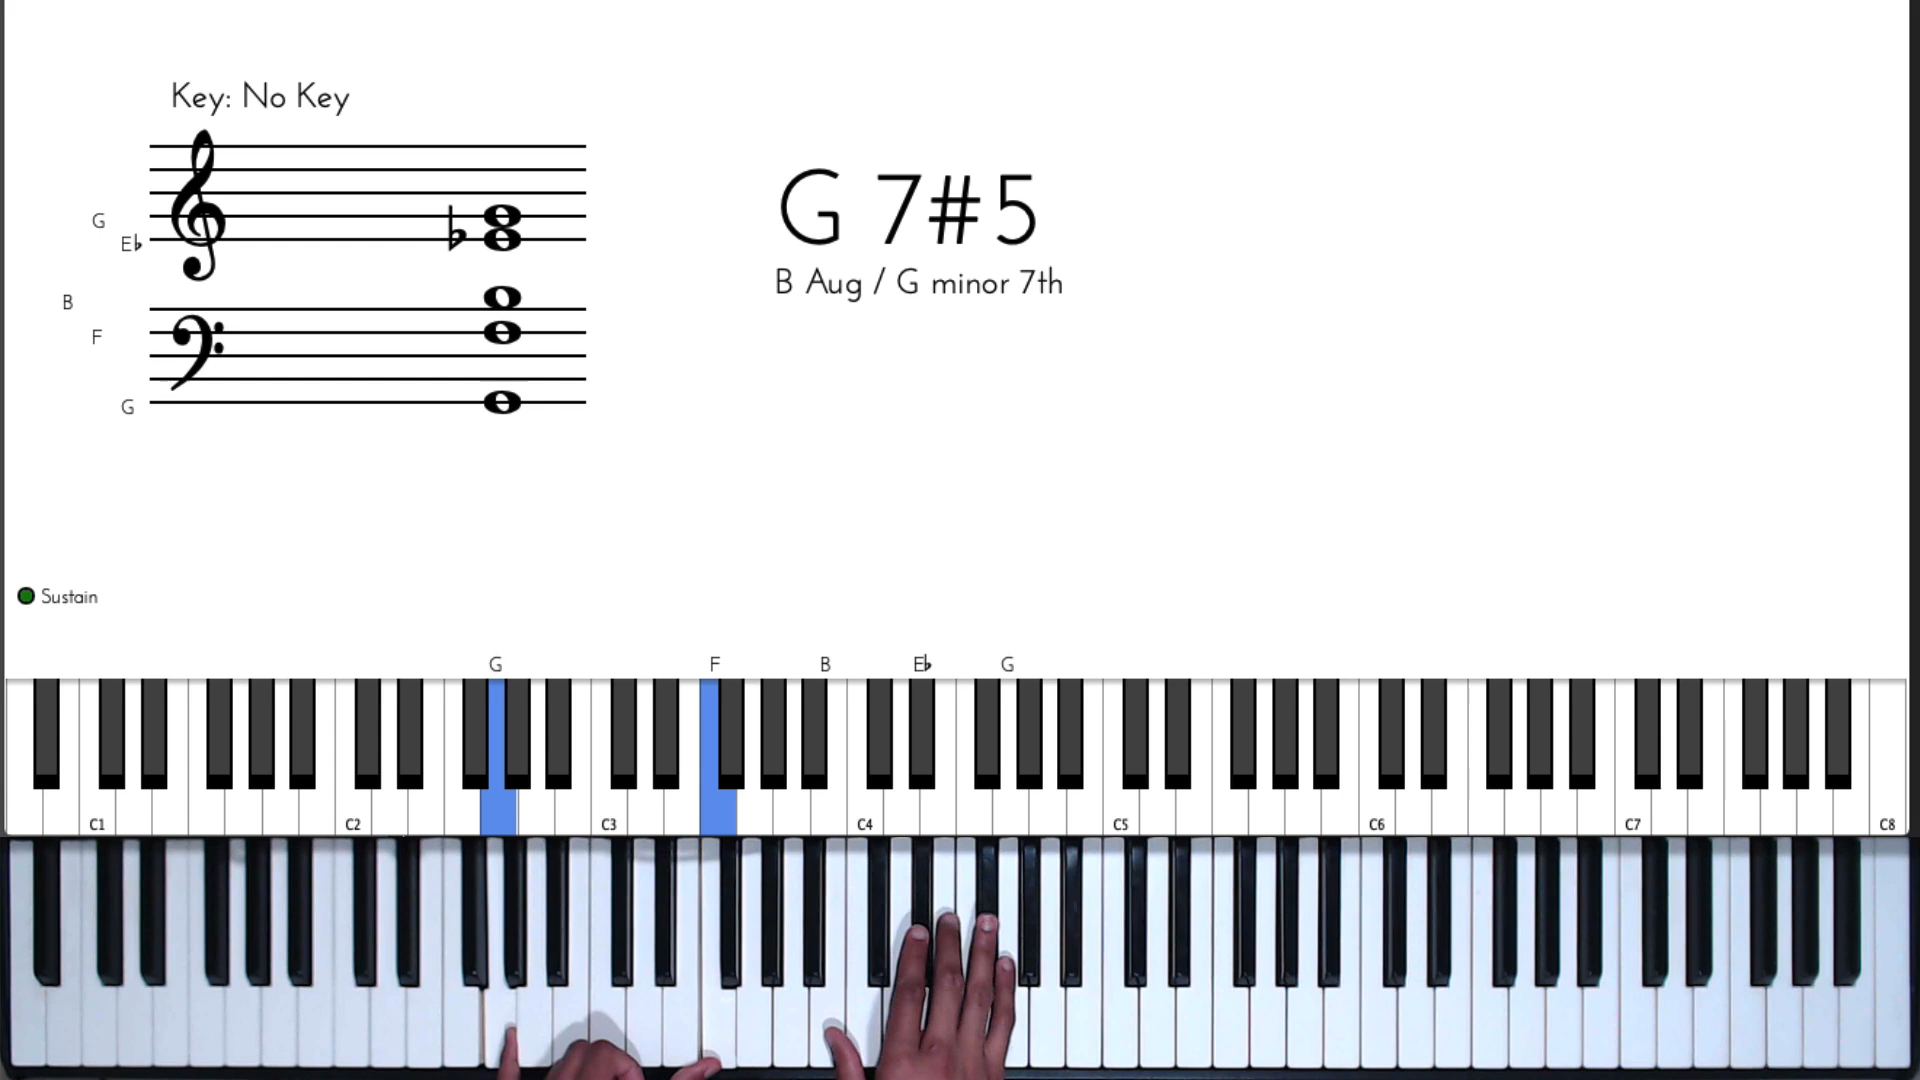 Key: No Key
G
E♭
B
F
G
G 7#5
B Aug / G minor 7th
Sustain
G F B E♭ G
C1 C2 C3 C4 C5 C6 C7 C8